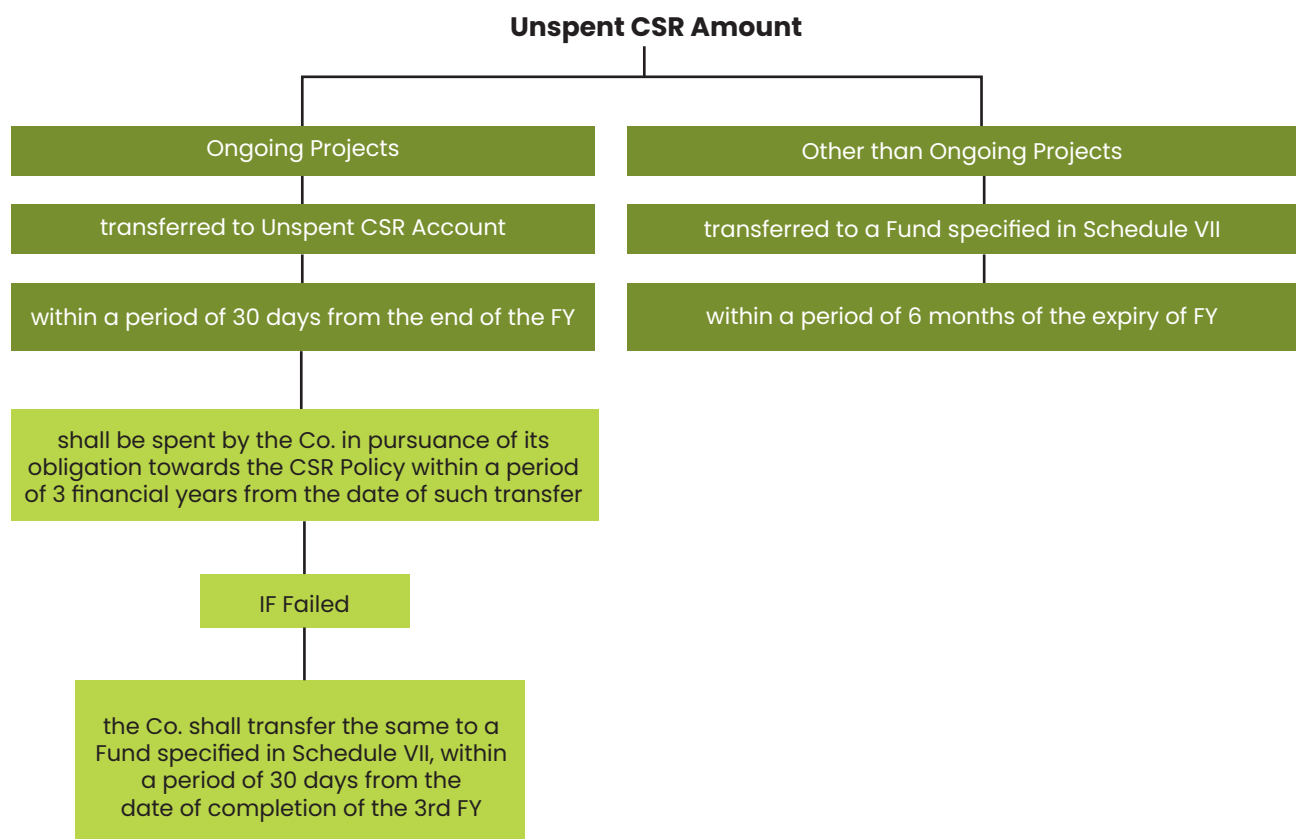 Unspent CSR Amount
Ongoing Projects
transferred to Unspent CSR Account
within a period of 30 days from the end of the FY
shall be spent by the Co. in pursuance of its
obligation towards the CSR Policy within a period
of 3 financial years from the date of such transfer
IF Failed
the Co. shall transfer the same to a
Fund specified in Schedule VII, within
a period of 30 days from the
date of completion of the 3rd FY
Other than Ongoing Projects
transferred to a Fund specified in Schedule VII
within a period of 6 months of the expiry of FY